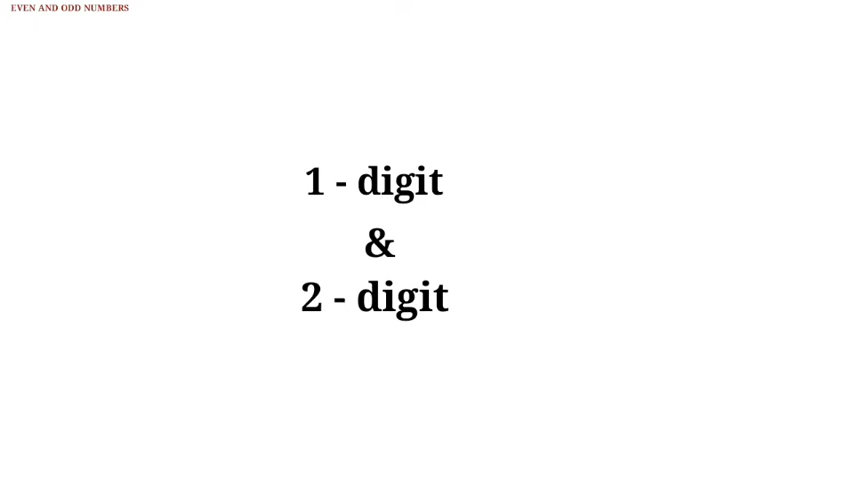 EVEN AND ODD NUMBERS
1 - digit
&
2 - digit